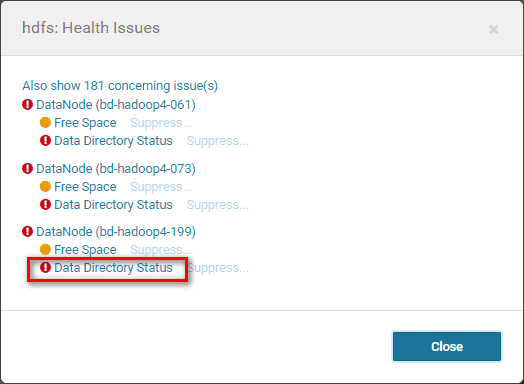 hdfs: Health Issues
Also show 181 concerning issue(s)
DataNode (bd-hadoop4-061)
Free Space Suppress...
Data Directory Status Suppress...
DataNode (bd-hadoop4-073)
Free Space Suppress...
Data Directory Status Suppress...
DataNode (bd-hadoop4-199)
Free Space Suppress...
Data Directory Status Suppress...
Close